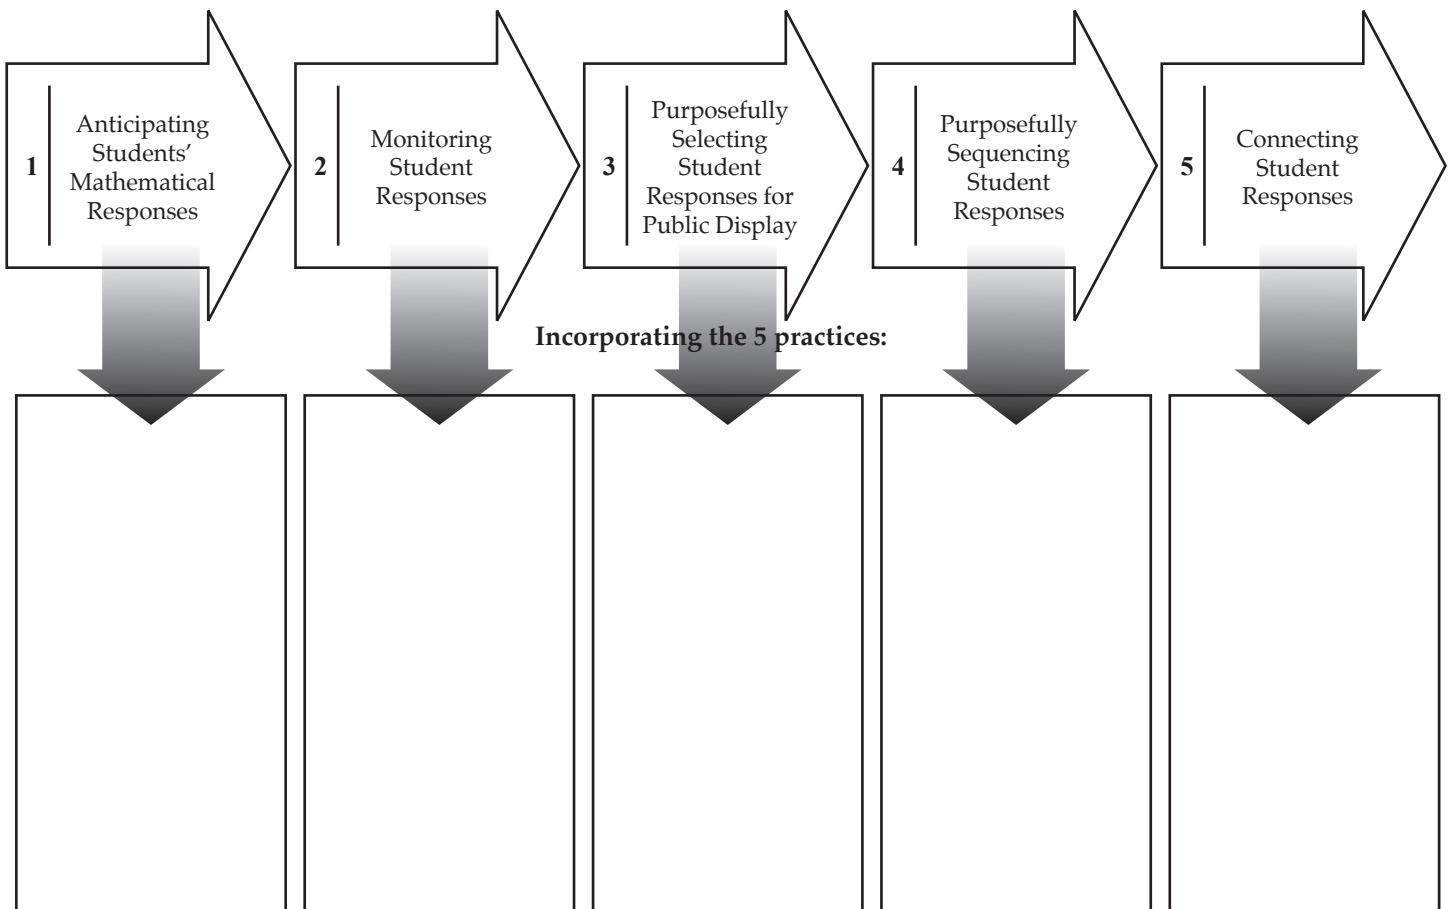 1
Anticipating
Students’
Mathematical
Responses
2
Monitoring
Student
Responses
3
Purposefully
Selecting
Student
Responses for
Public Display
4
Purposefully
Sequencing
Student
Responses
5
Connecting
Student
Responses
Incorporating the 5 practices: